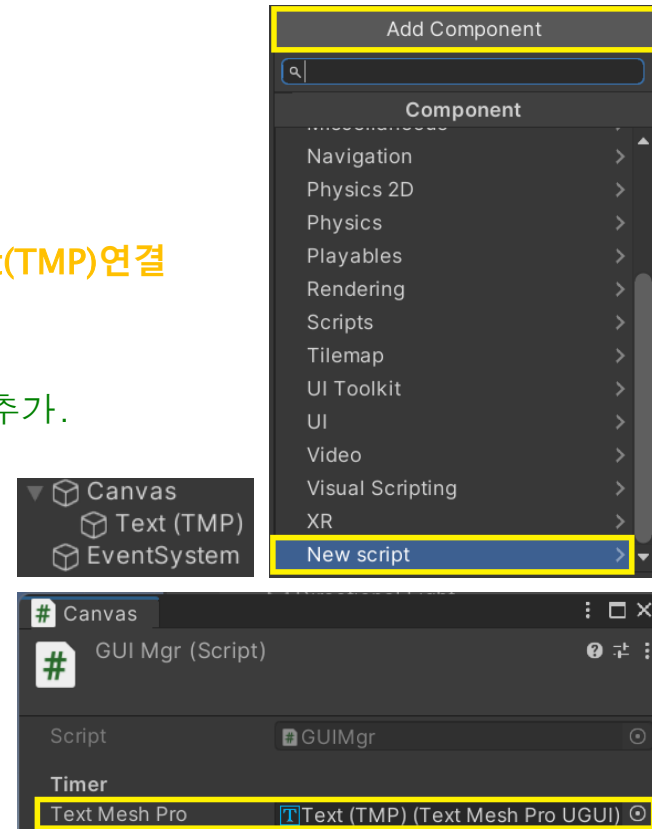 Add Component
Component
Navigation
Physics 2D
Physics
Playables
Rendering
Scripts
Tilemap
UI Toolkit
UI
Video
Visual Scripting
XR
New script
(TMP)연결
추가.
Canvas
Text (TMP)
EventSystem
# Canvas
# GUI Mgr (Script)
Script #GUIMgr
Timer
Text Mesh Pro TText (TMP) (Text Mesh Pro UGUI)